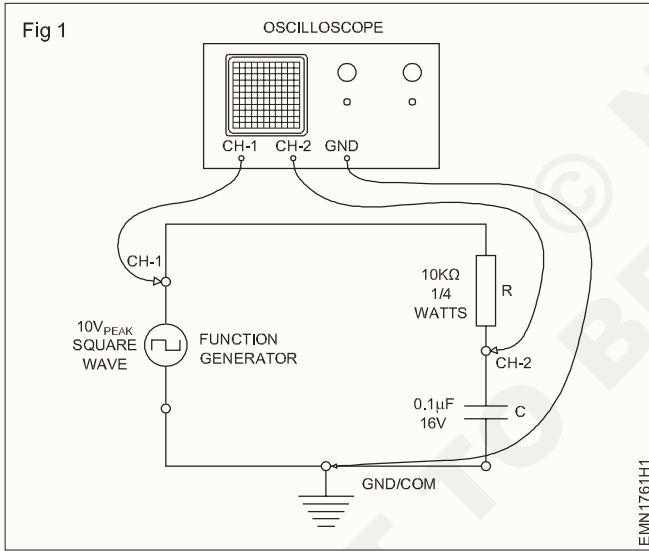 Fig 1
OSCILLOSCOPE
CH-1 CH-2 GND
CH-1
10V_PEAK
SQUARE
WAVE
FUNCTION
GENERATOR
10KΩ
1/4
WATTS
R
CH-2
0.1µF
16V
C
GND/COM
EMN1761H1
©